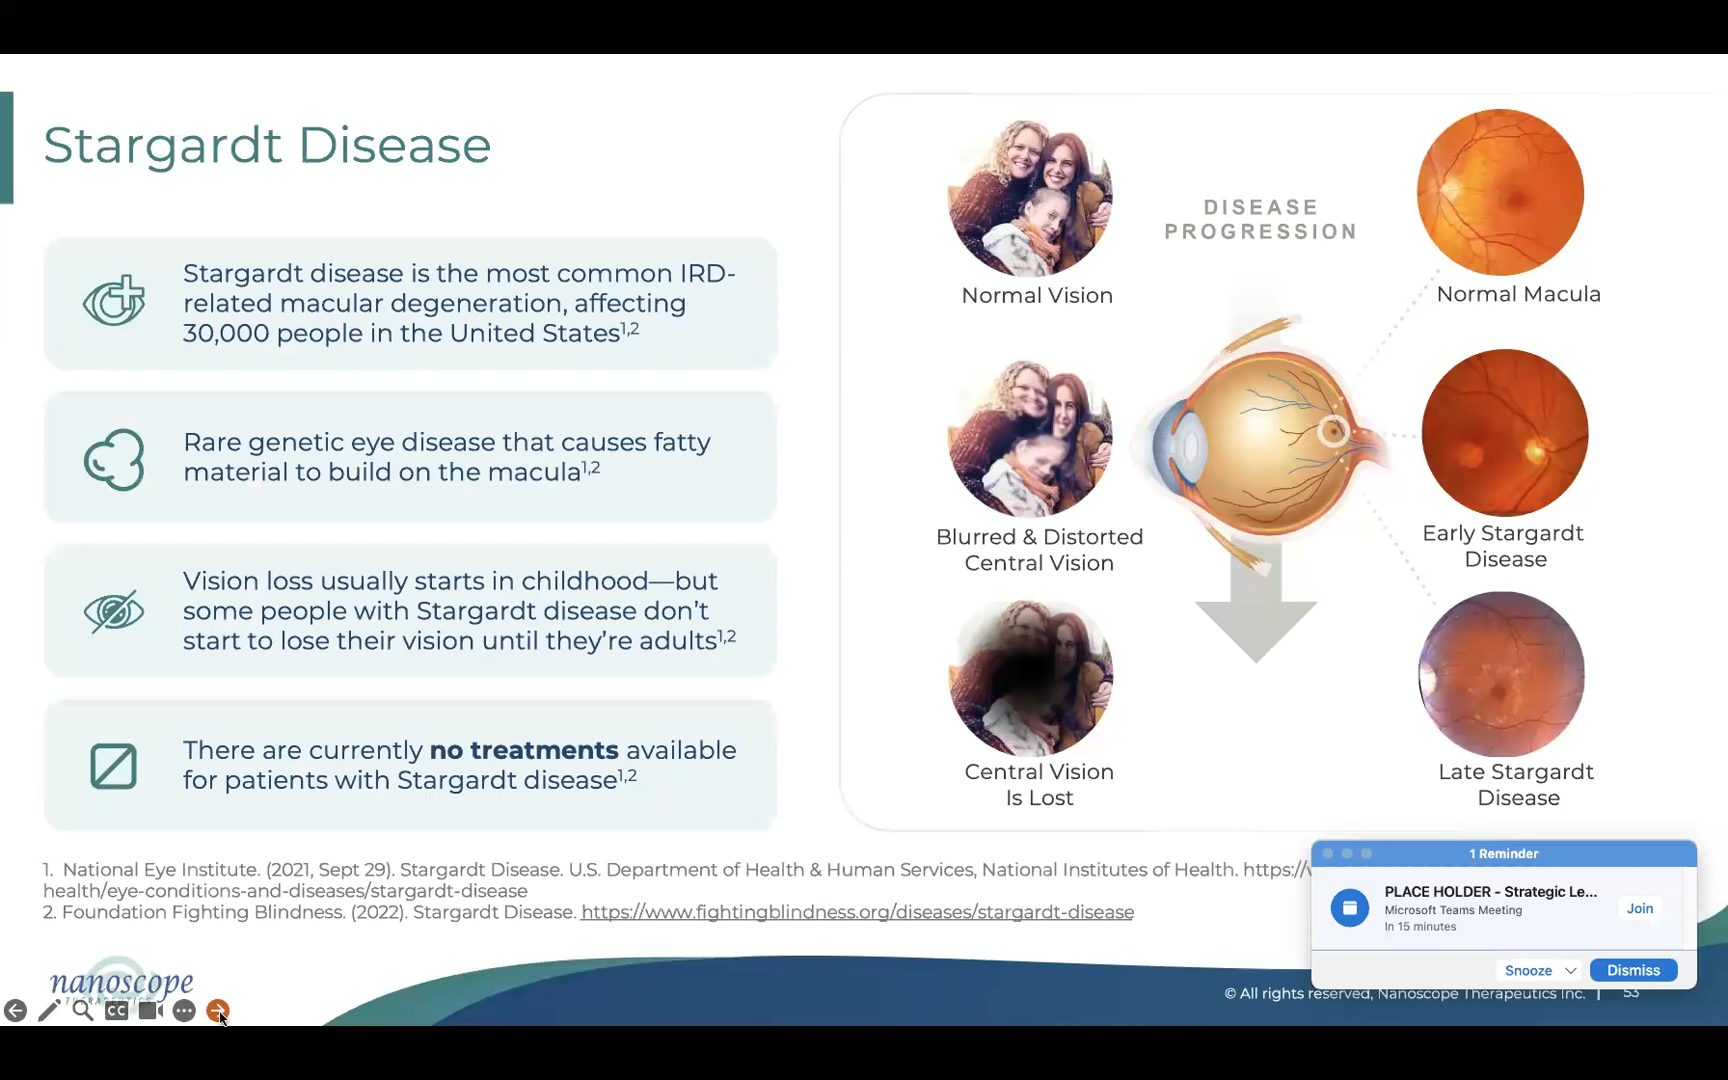 Stargardt Disease
Stargardt disease is the most common IRD-
related macular degeneration, affecting
30,000 people in the United States1,2
Rare genetic eye disease that causes fatty
material to build on the macula1,2
Vision loss usually starts in childhood—but
some people with Stargardt disease don’t
start to lose their vision until they’re adults1,2
There are currently no treatments available
for patients with Stargardt disease1,2
DISEASE
PROGRESSION
Normal Vision
Normal Macula
Blurred & Distorted
Central Vision
Early Stargardt
Disease
Central Vision
Is Lost
Late Stargardt
Disease
1. National Eye Institute. (2021, Sept 29). Stargardt Disease. U.S. Department of Health & Human Services, National Institutes of Health. https://
health/eye-conditions-and-diseases/stargardt-disease
2. Foundation Fighting Blindness. (2022). Stargardt Disease. https://www.fightingblindness.org/diseases/stargardt-disease
1 Reminder
PLACE HOLDER - Strategic Le...
Microsoft Teams Meeting
In 15 minutes
Join
Snooze
Dismiss
nanoscope
THERAPEUTICS
CC
© All rights reserved, Nanoscope Therapeutics Inc. | 53